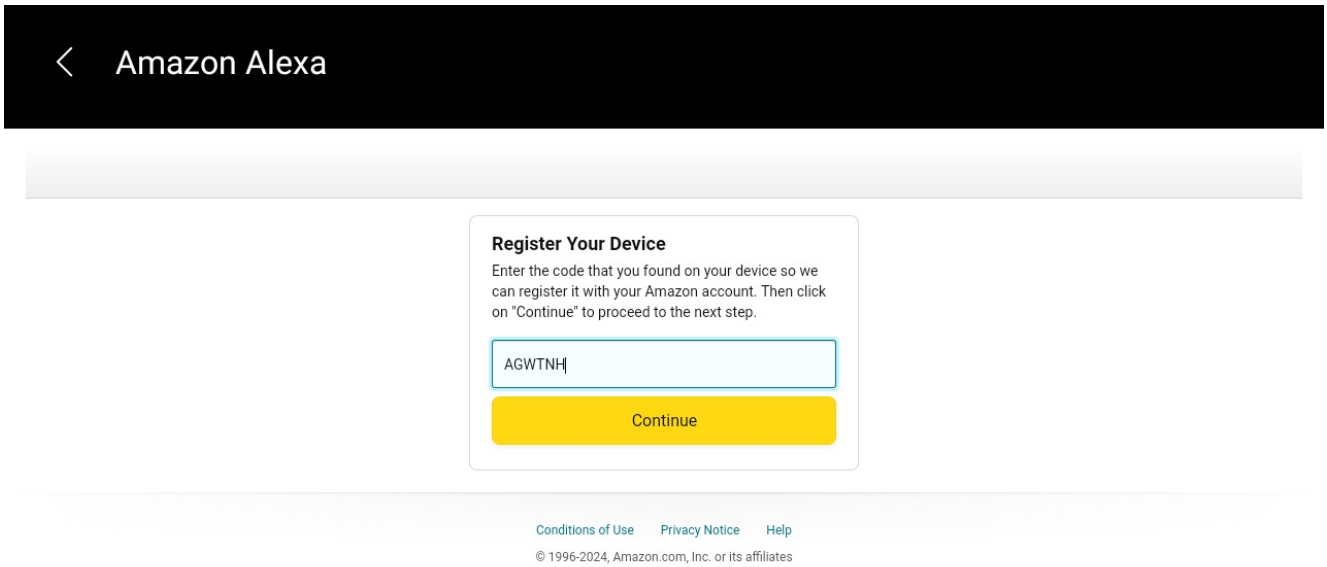 Amazon Alexa
Register Your Device
Enter the code that you found on your device so we
can register it with your Amazon account. Then click
on "Continue" to proceed to the next step.
AGWTNH
Continue
Conditions of Use Privacy Notice Help
© 1996-2024, Amazon.com, Inc. or its affiliates